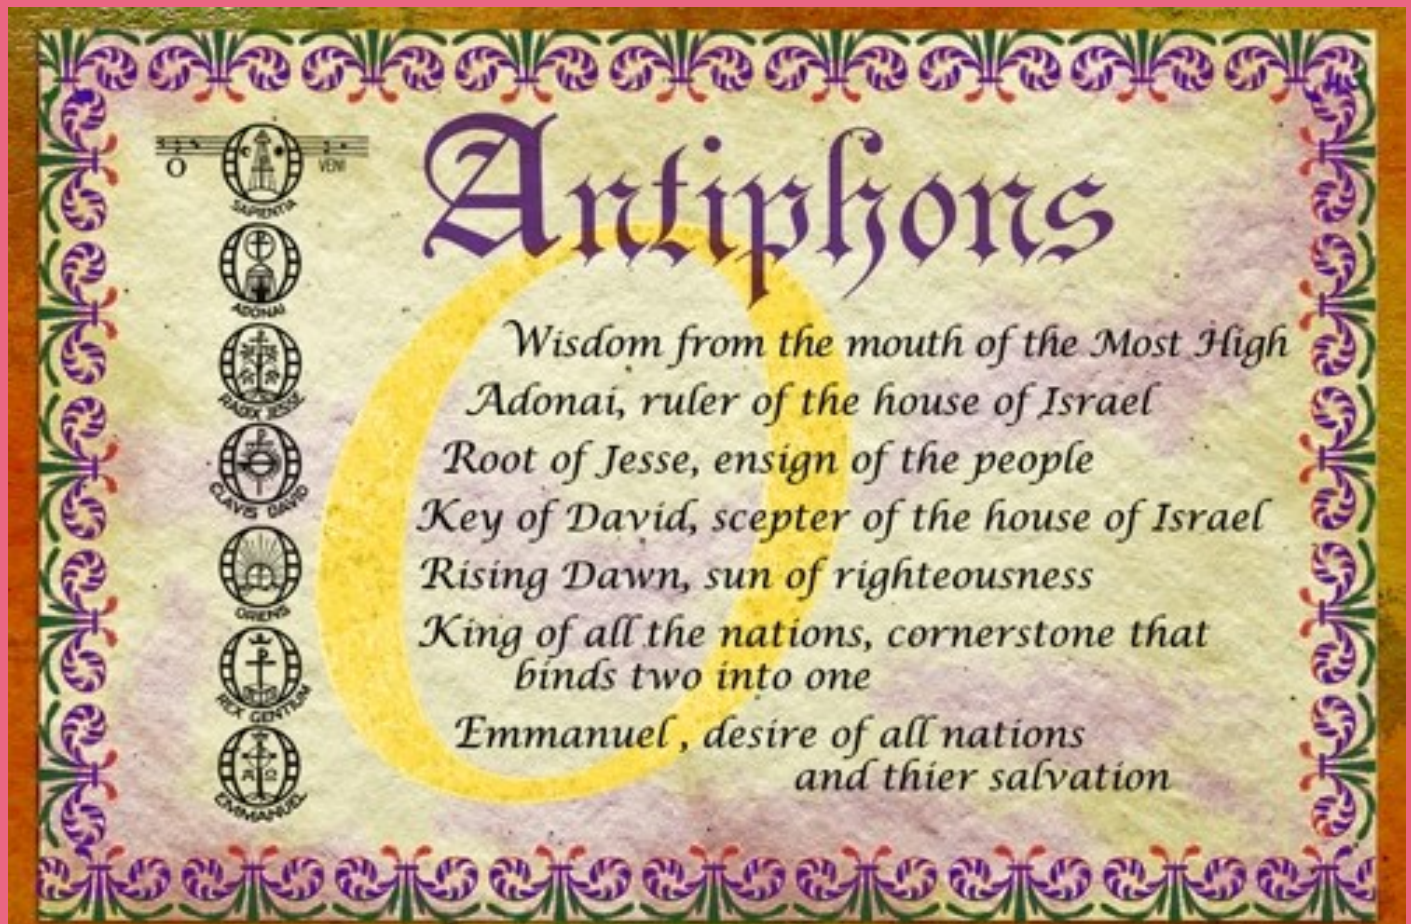 O
VENI
SAPIENTIA
ADONAI
RADIX JESSE
CLAVIS DAVID
ORIENS
REX GENTIUM
Α Ω
EMMANUEL
Antiphons
O
Wisdom from the mouth of the Most High
Adonai, ruler of the house of Israel
Root of Jesse, ensign of the people
Key of David, scepter of the house of Israel
Rising Dawn, sun of righteousness
King of all the nations, cornerstone that
binds two into one
Emmanuel , desire of all nations
and thier salvation